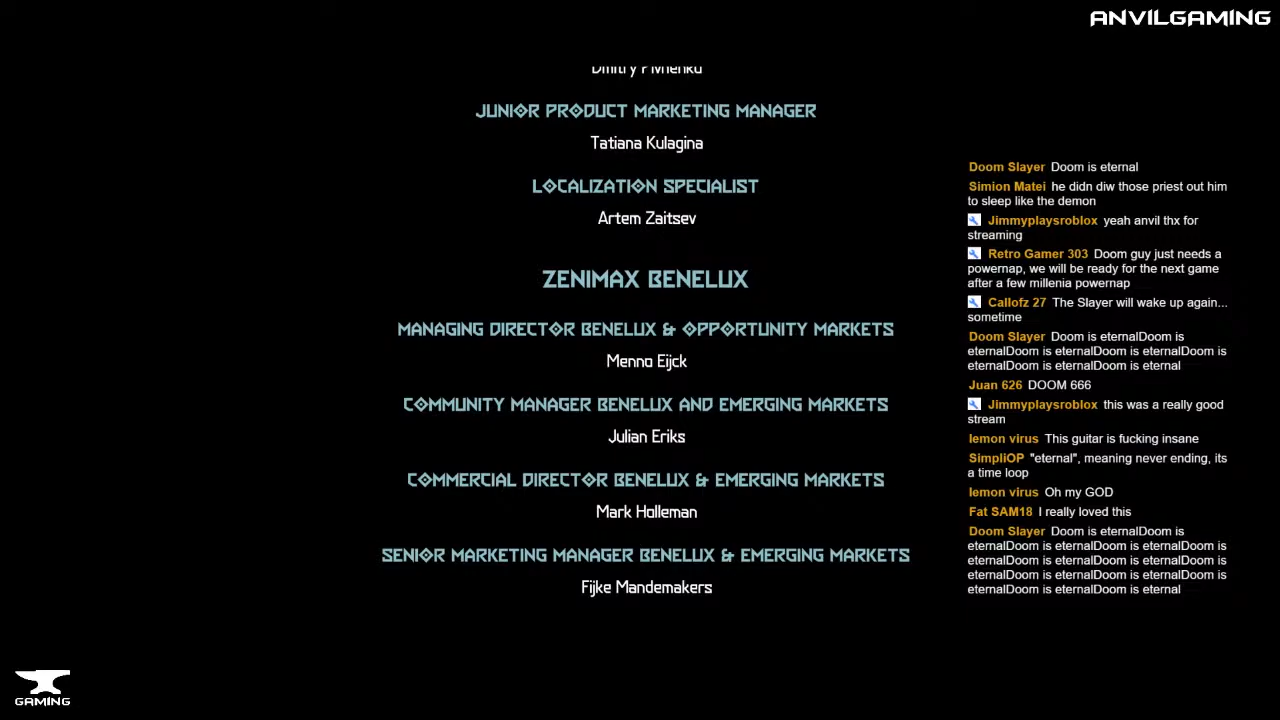 ANVILGAMING
JUNIOR PRODUCT MARKETING MANAGER
Tatiana Kulagina
LOCALIZATION SPECIALIST
Artem Zaitsev
ZENIMAX BENELUX
MANAGING DIRECTOR BENELUX & OPPORTUNITY MARKETS
Menno Eijck
COMMUNITY MANAGER BENELUX AND EMERGING MARKETS
Julian Eriks
COMMERCIAL DIRECTOR BENELUX & EMERGING MARKETS
Mark Holleman
SENIOR MARKETING MANAGER BENELUX & EMERGING MARKETS
Fijke Mandemakers
Doom Slayer Doom is eternal
Simion Matei he didn diw those priest out him
to sleep like the demon
Jimmyplaysroblox yeah anvil thx for
streaming
Retro Gamer 303 Doom guy just needs a
powernap, we will be ready for the next game
after a few millenia powernap
Callofz 27 The Slayer will wake up again...
sometime
Doom Slayer Doom is eternalDoom is
eternalDoom is eternalDoom is eternalDoom is
eternalDoom is eternalDoom is eternal
Juan 626 DOOM 666
Jimmyplaysroblox this was a really good
stream
lemon virus This guitar is fucking insane
SimpliOP "eternal", meaning never ending, its
a time loop
lemon virus Oh my GOD
Fat SAM18 I really loved this
Doom Slayer Doom is eternalDoom is
eternalDoom is eternalDoom is eternalDoom is
eternalDoom is eternalDoom is eternalDoom is
eternalDoom is eternalDoom is eternalDoom is
eternalDoom is eternalDoom is eternal
GAMING